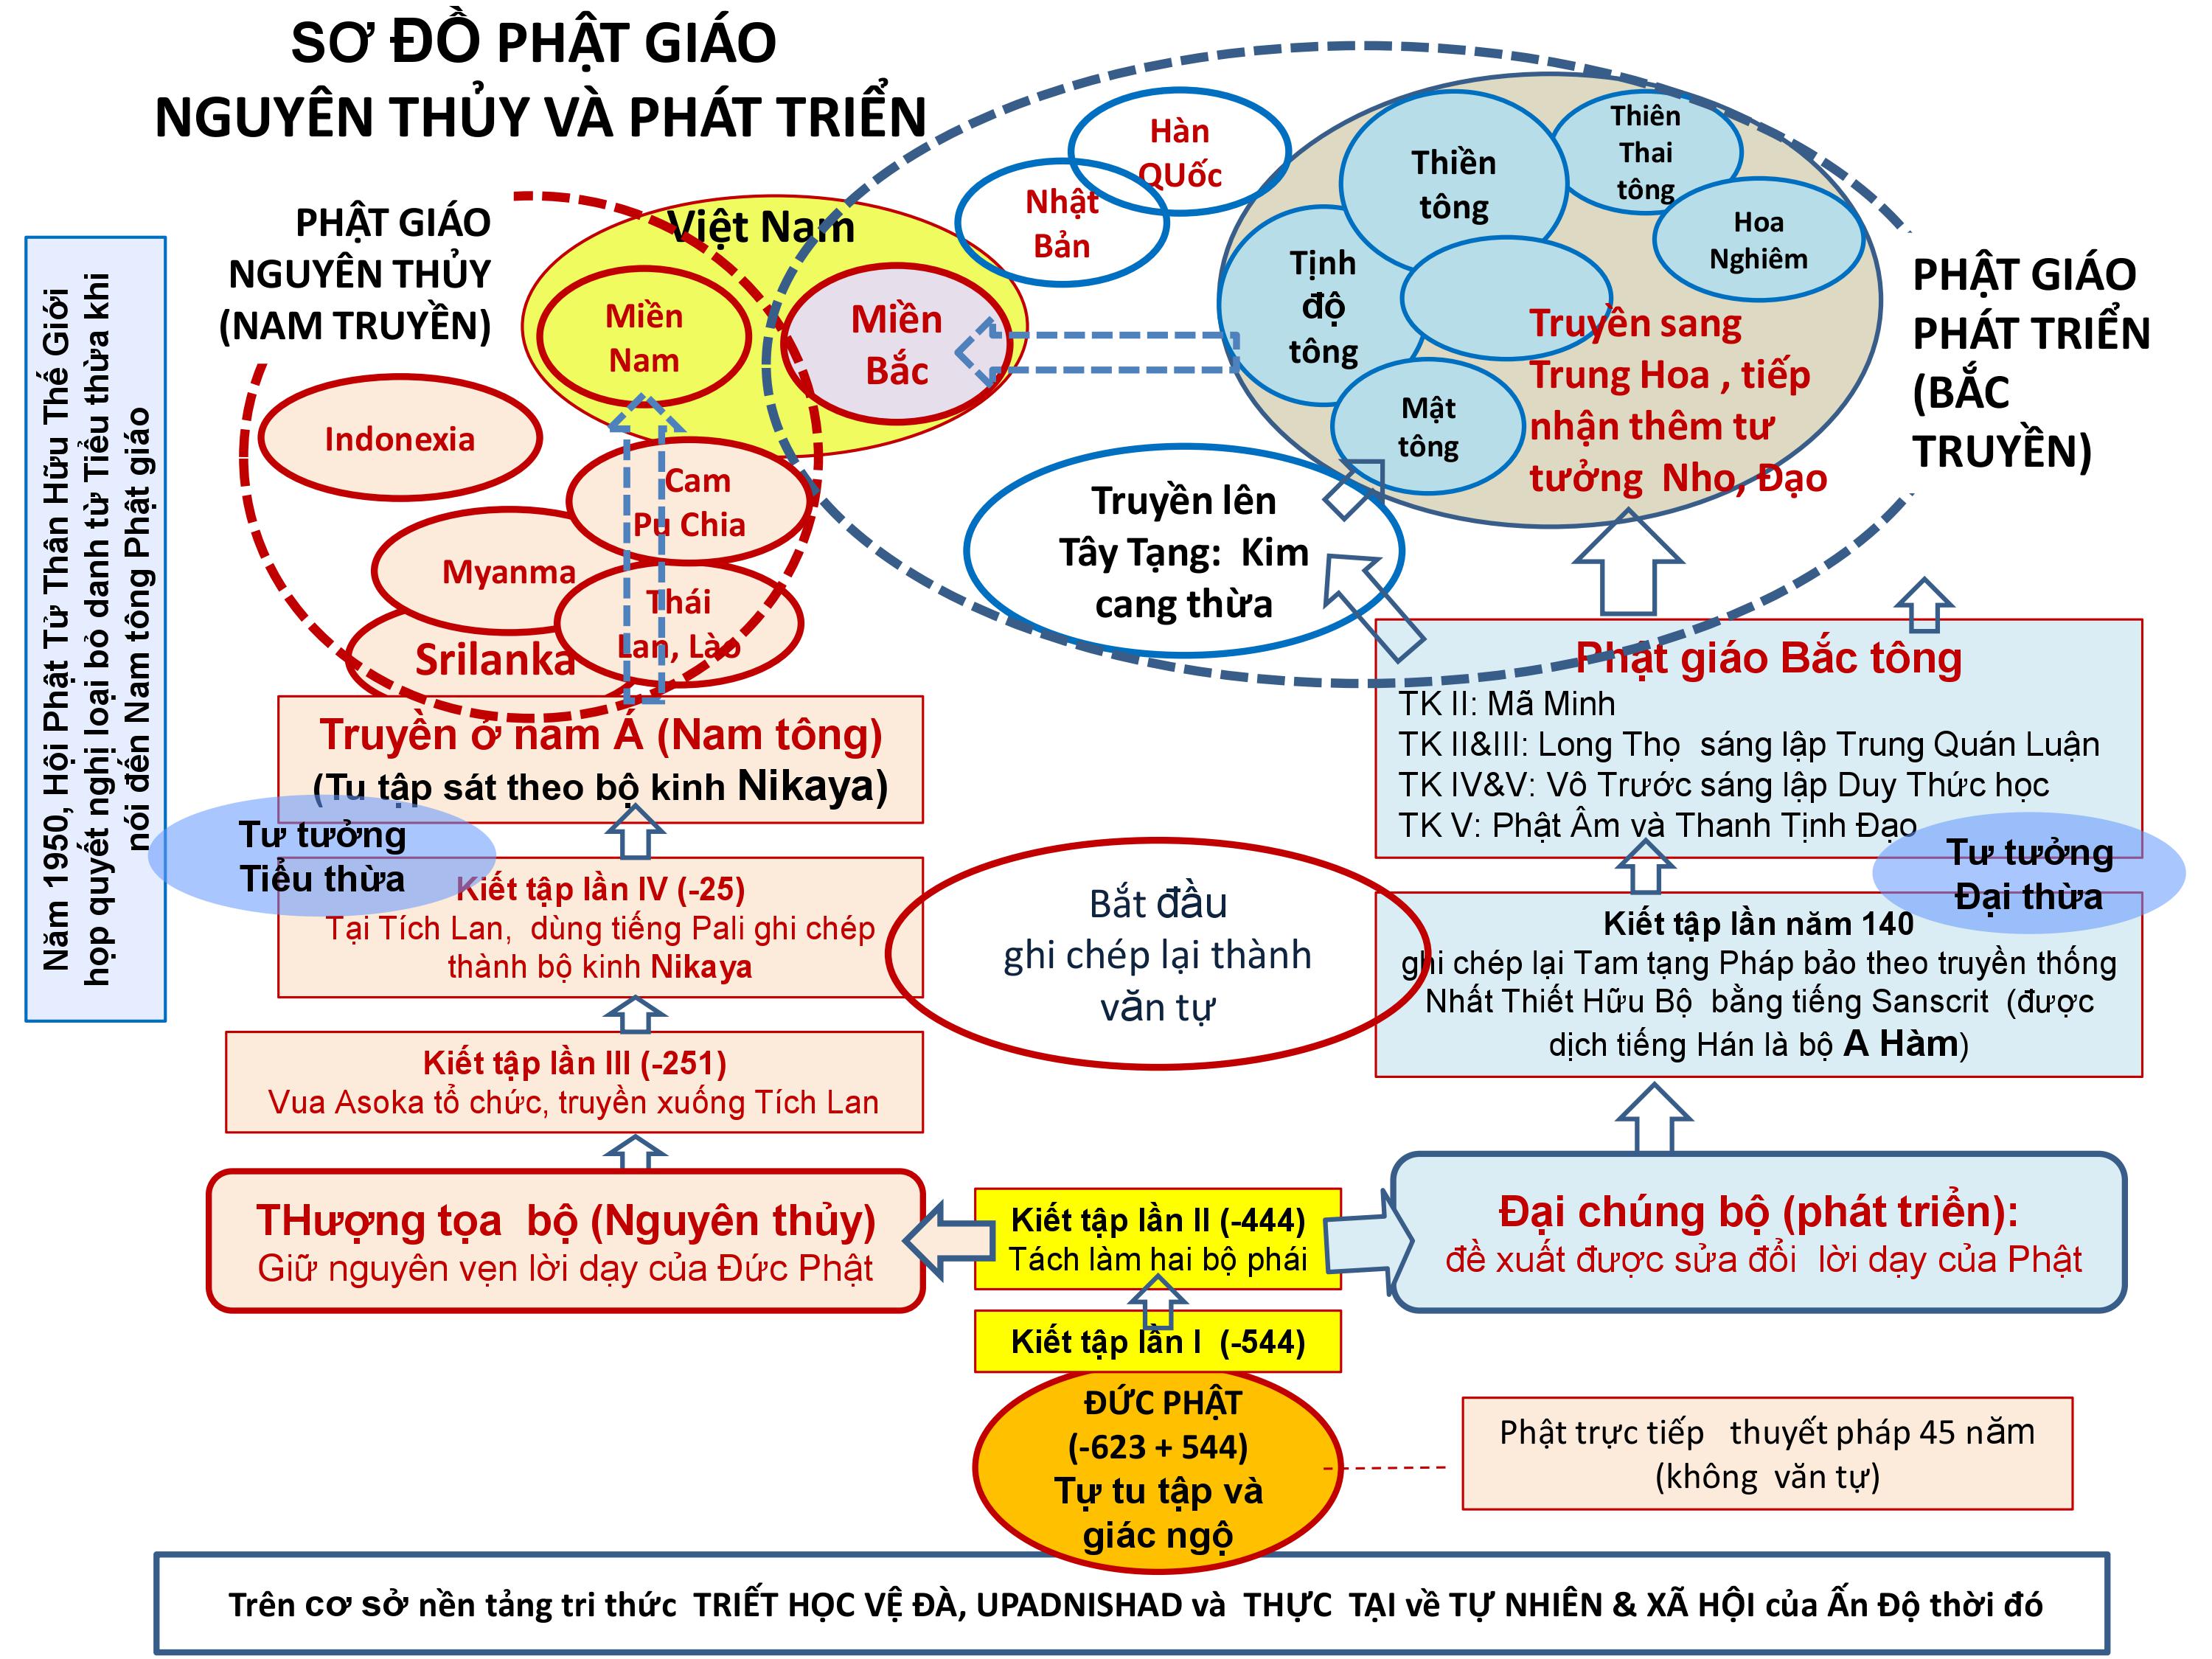 SƠ ĐỒ PHẬT GIÁO
NGUYÊN THỦY VÀ PHÁT TRIỂN
PHẬT GIÁO
NGUYÊN THỦY
(NAM TRUYỀN)
Năm 1950, Hội Phật Tử Thân Hữu Thế Giới
họp quyết nghị loại bỏ danh từ Tiểu thừa khi
nói đến Nam tông Phật giáo
Việt Nam
Miền
Nam
Miền
Bắc
Indonexia
Cam
Pu Chia
Myanma
Thái
Lan, Lào
Srilanka
Hàn
QUốc
Nhật
Bản
Thiền
tông
Thiên
Thai
tông
Hoa
Nghiêm
Tịnh
độ
tông
Mật
tông
Truyền sang
Trung Hoa , tiếp
nhận thêm tư
tưởng Nho, Đạo
PHẬT GIÁO
PHÁT TRIỂN
(BẮC
TRUYỀN)
Truyền lên
Tây Tạng: Kim
cang thừa
Truyền ở nam Á (Nam tông)
(Tu tập sát theo bộ kinh Nikaya)
Tư tưởng
Tiểu thừa
Kiết tập lần IV (-25)
Tại Tích Lan, dùng tiếng Pali ghi chép
thành bộ kinh Nikaya
Kiết tập lần III (-251)
Vua Asoka tổ chức, truyền xuống Tích Lan
THượng tọa bộ (Nguyên thủy)
Giữ nguyên vẹn lời dạy của Đức Phật
Bắt đầu
ghi chép lại thành
văn tự
Phật giáo Bắc tông
TK II: Mã Minh
TK II&III: Long Thọ sáng lập Trung Quán Luận
TK IV&V: Vô Trước sáng lập Duy Thức học
TK V: Phật Âm và Thanh Tịnh Đạo
Tư tưởng
Đại thừa
Kiết tập lần năm 140
ghi chép lại Tam tạng Pháp bảo theo truyền thống
Nhất Thiết Hữu Bộ bằng tiếng Sanscrit (được
dịch tiếng Hán là bộ A Hàm)
Đại chúng bộ (phát triển):
đề xuất được sửa đổi lời dạy của Phật
Kiết tập lần II (-444)
Tách làm hai bộ phái
Kiết tập lần I (-544)
ĐỨC PHẬT
(-623 + 544)
Tự tu tập và
giác ngộ
Phật trực tiếp thuyết pháp 45 năm
(không văn tự)
Trên cơ sở nền tảng tri thức TRIẾT HỌC VỆ ĐÀ, UPADNISHAD và THỰC TẠI về TỰ NHIÊN & XÃ HỘI của Ấn Độ thời đó